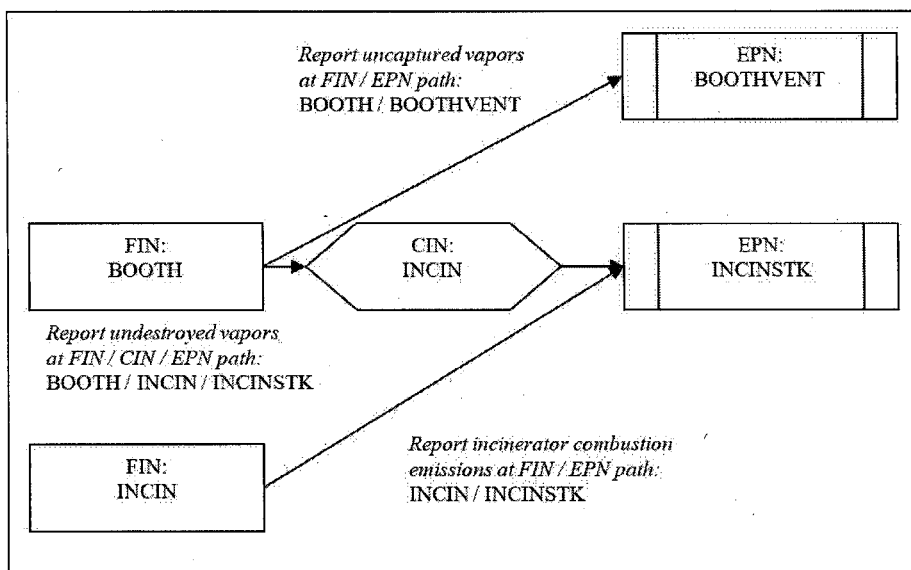 Report uncaptured vapors
at FIN / EPN path:
BOOTH / BOOTHVENT
EPN:
BOOTHVENT
FIN:
BOOTH
CIN:
INCIN
EPN:
INCINSTK
Report undestroyed vapors
at FIN / CIN / EPN path:
BOOTH / INCIN / INCINSTK
FIN:
INCIN
Report incinerator combustion
emissions at FIN / EPN path:
INCIN / INCINSTK